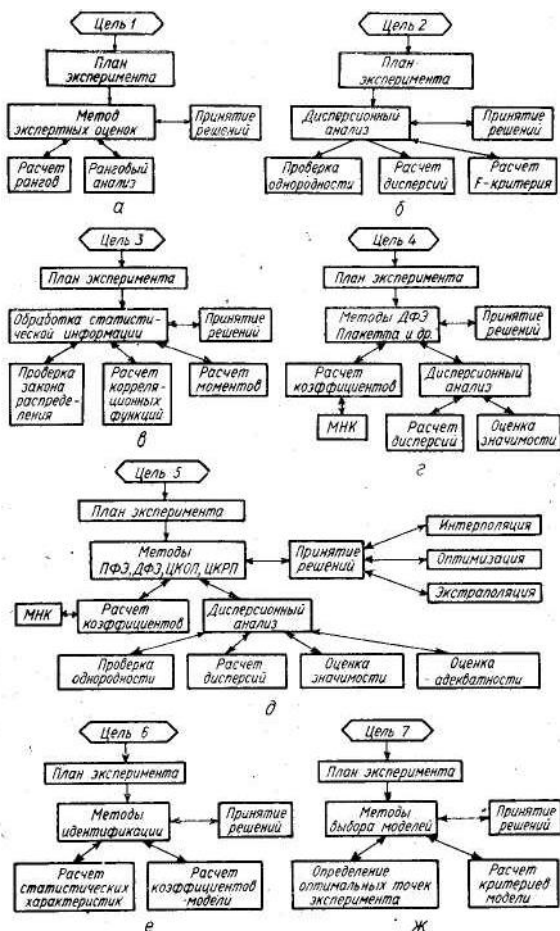 Цель 1
План
эксперимента
Метод
экспертных оценок
Принятие
решений
Расчет
рангов
Ранговый
анализ
а
Цель 2
План
эксперимента
Дисперсионный
анализ
Принятие
решений
Проверка
однородности
Расчет
дисперсий
Расчет
F-критерия
б
Цель 3
План эксперимента
Обработка статисти-
ческой информации
Принятие
решений
Проверка
закона
распреде-
ления
Расчет
корреля-
ционных
функций
Расчет
моментов
в
Цель 4
План эксперимента
Методы ДФЭ
Плакетта и др.
Принятие
решений
Расчет
коэффициентов
Дисперсионный
анализ
МНК
Расчет
дисперсий
Оценка
значимости
г
Цель 5
План эксперимента
Методы
ПФЭ, ДФЭ, ЦКОП, ЦКРП
Принятие
решений
Интерполяция
Оптимизация
Экстраполяция
МНК
Расчет
коэффициентов
Дисперсионный
анализ
Проверка
однородности
Расчет
дисперсий
Оценка
значимости
Оценка
адекватности
д
Цель 6
План эксперимента
Методы
идентификации
Принятие
решений
Расчет
статистических
характеристик
Расчет
коэффициентов
модели
е
Цель 7
План эксперимента
Методы
выбора моделей
Принятие
решений
Определение
оптимальных точек
эксперимента
Расчет
критериев
модели
ж